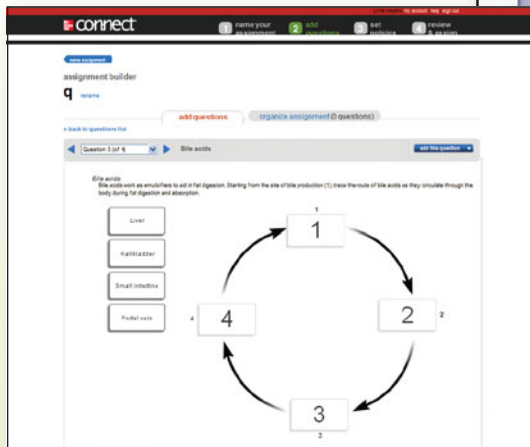 my account help sign out
connect
1 name your assignment
2 add questions
3 set policies
4 review & assign
save assignment
assignment builder
q rename
add questions
organize assignment (0 questions)
« back to questions list
Question 3 (of 4)
Bile acids
add this question
Bile acids
Bile acids work as emulsifiers to aid in fat digestion. Starting from the site of bile production (1), trace the route of bile acids as they circulate through the
body during fat digestion and absorption.
Liver
Gallbladder
Small intestine
Portal vein
1
1
2
2
3
3
4
4